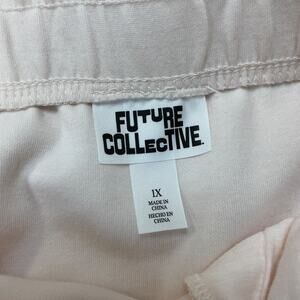 FUTURE
COLLECTIVE.
1X
MADE IN
CHINA
HECHO EN
CHINA